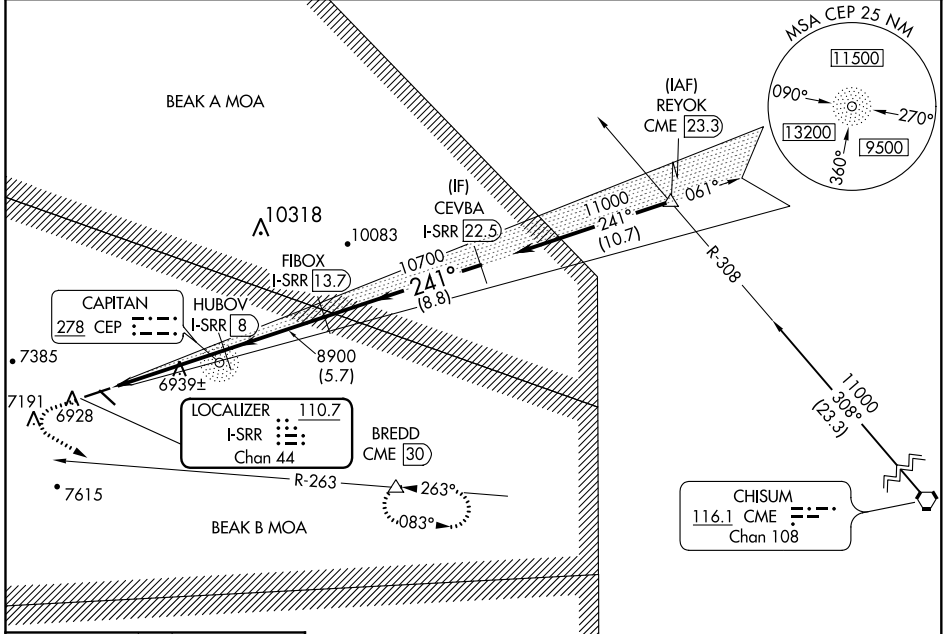 MSA CEP 25 NM
11500
090°
270°
13200
9500
360°
BEAK A MOA
(IAF)
REYOK
CME 23.3
061°
11000
241°
(10.7)
(IF)
CEVBA
I-SRR 22.5
R-308
10318
10083
10700
241°
(8.8)
FIBOX
I-SRR 13.7
CAPITAN
278 CEP
HUBOV
I-SRR 8
8900
(5.7)
7385
6939±
7191
6928
LOCALIZER 110.7
I-SRR
Chan 44
BREDD
CME 30
R-263
263°
083°
7615
BEAK B MOA
11000
308°
(23.3)
CHISUM
116.1 CME
Chan 108